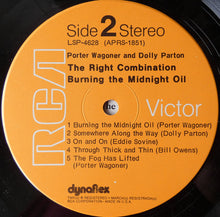 Side 2 Stereo
LSP-4628 (APRS-1851)
Porter Wagoner and Dolly Parton
The Right Combination
Burning the Midnight Oil
RCA
Victor
1 Burning the Midnight Oil (Porter Wagoner)
2 Somewhere Along the Way (Dolly Parton)
3 On and On (Eddie Sovine)
4 Through Thick and Thin (Bill Owens)
5 The Fog Has Lifted
(Porter Wagoner)
dynaflex